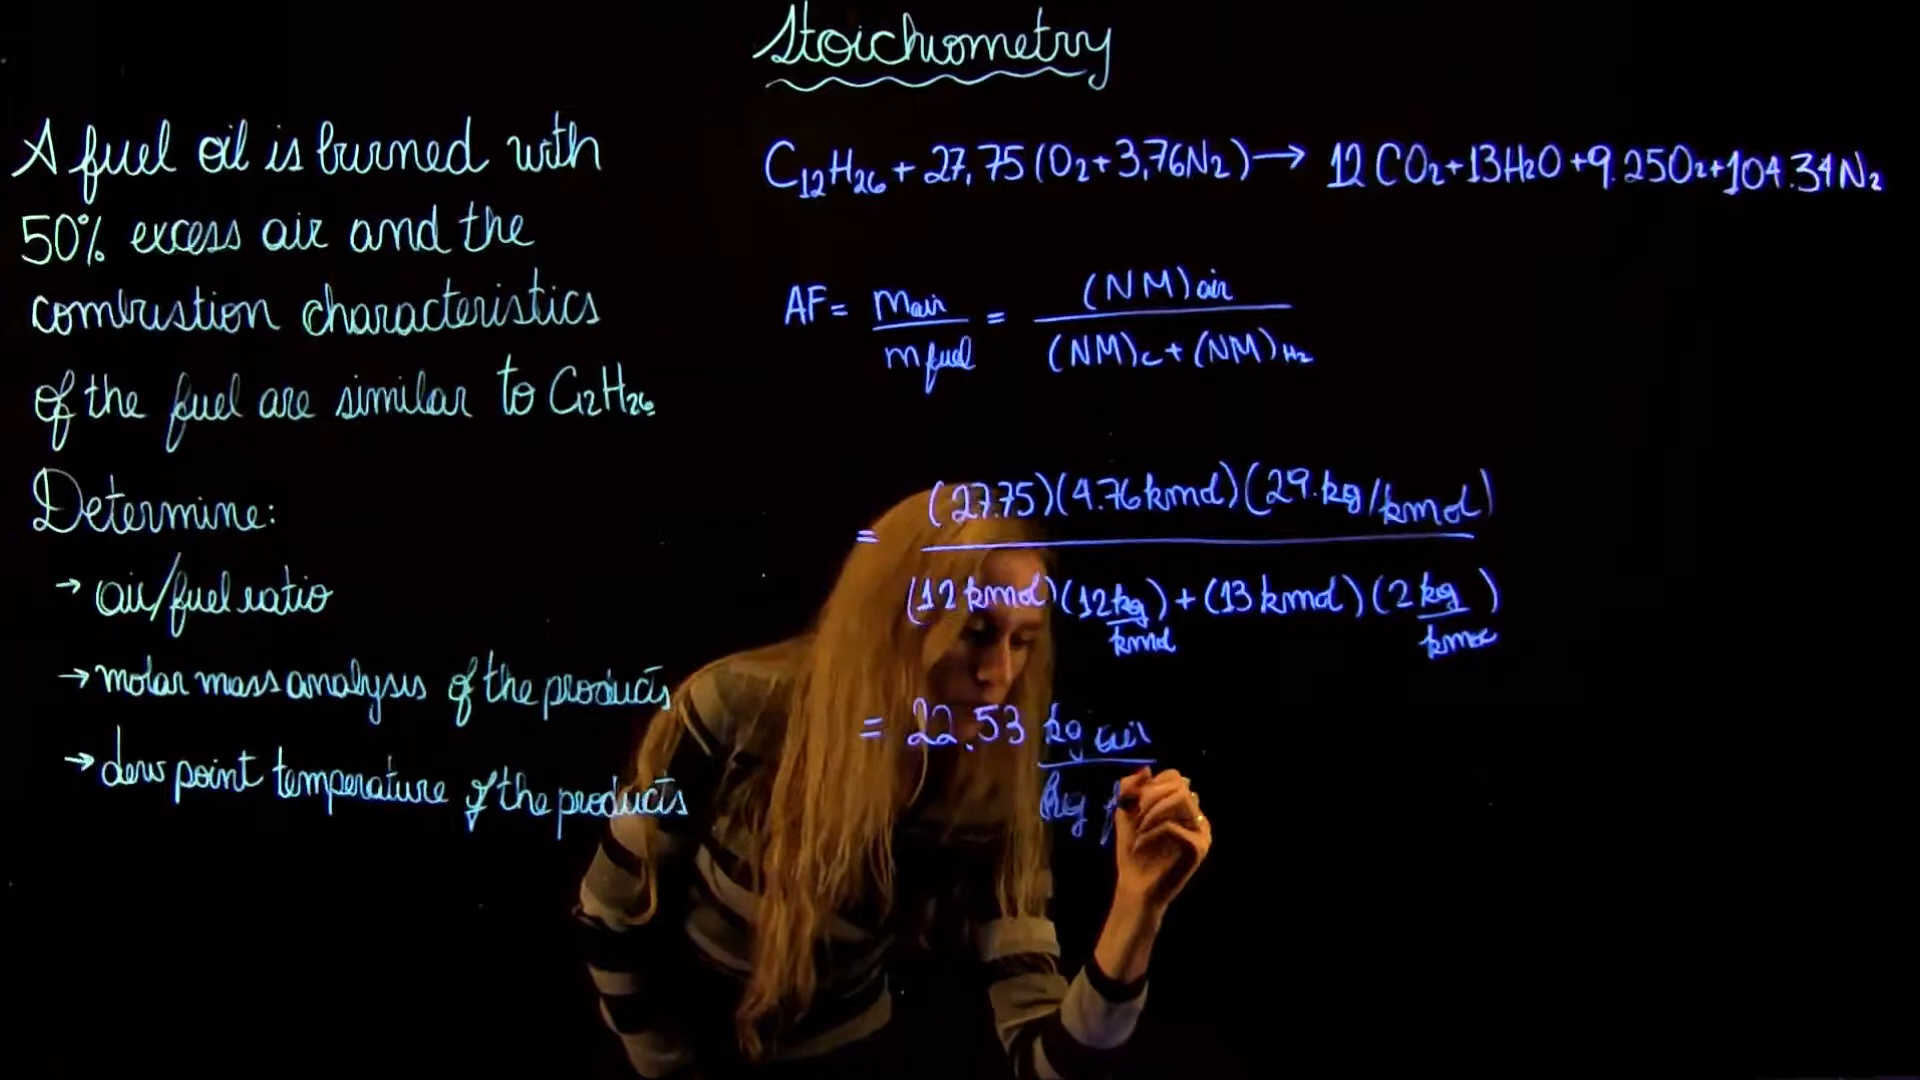 Stoichiometry
A fuel oil is burned with
50% excess air and the
combustion characteristics
of the fuel are similar to C12H26.
Determine:
→ air/fuel ratio
→ molar mass analysis of the products
→ dew point temperature of the products
C12H26 + 27,75 (O2 + 3,76N2) → 12 CO2 + 13H2O + 9.25O2 + 104.34N2
AF = mair / mfuel = (NM)air / (NM)C + (NM)H2
= (27.75)(4.76 kmol)(29 kg/kmol)
(12 kmol)(12 kg/kmol) + (13 kmol)(2 kg/kmol)
= 22.53 kg air
kg f